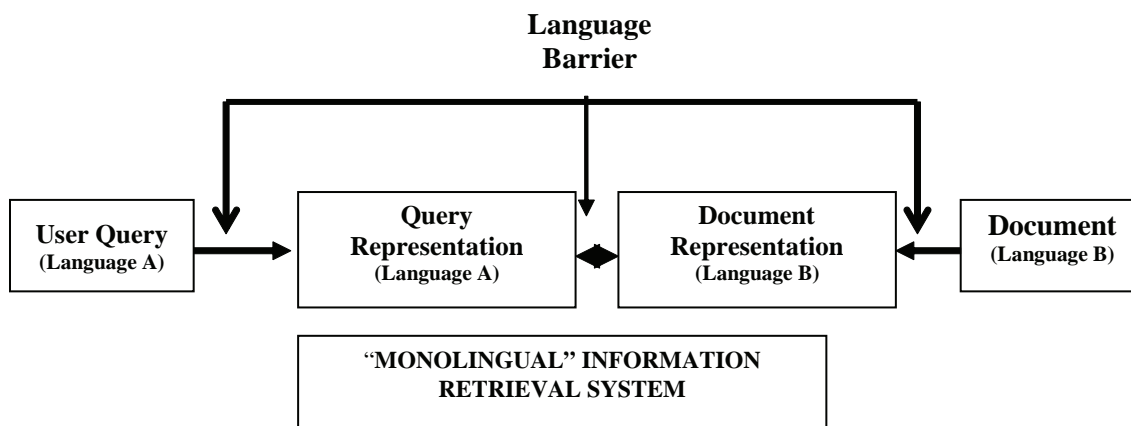 Language
Barrier
User Query
(Language A)
Query
Representation
(Language A)
Document
Representation
(Language B)
Document
(Language B)
“MONOLINGUAL” INFORMATION
RETRIEVAL SYSTEM